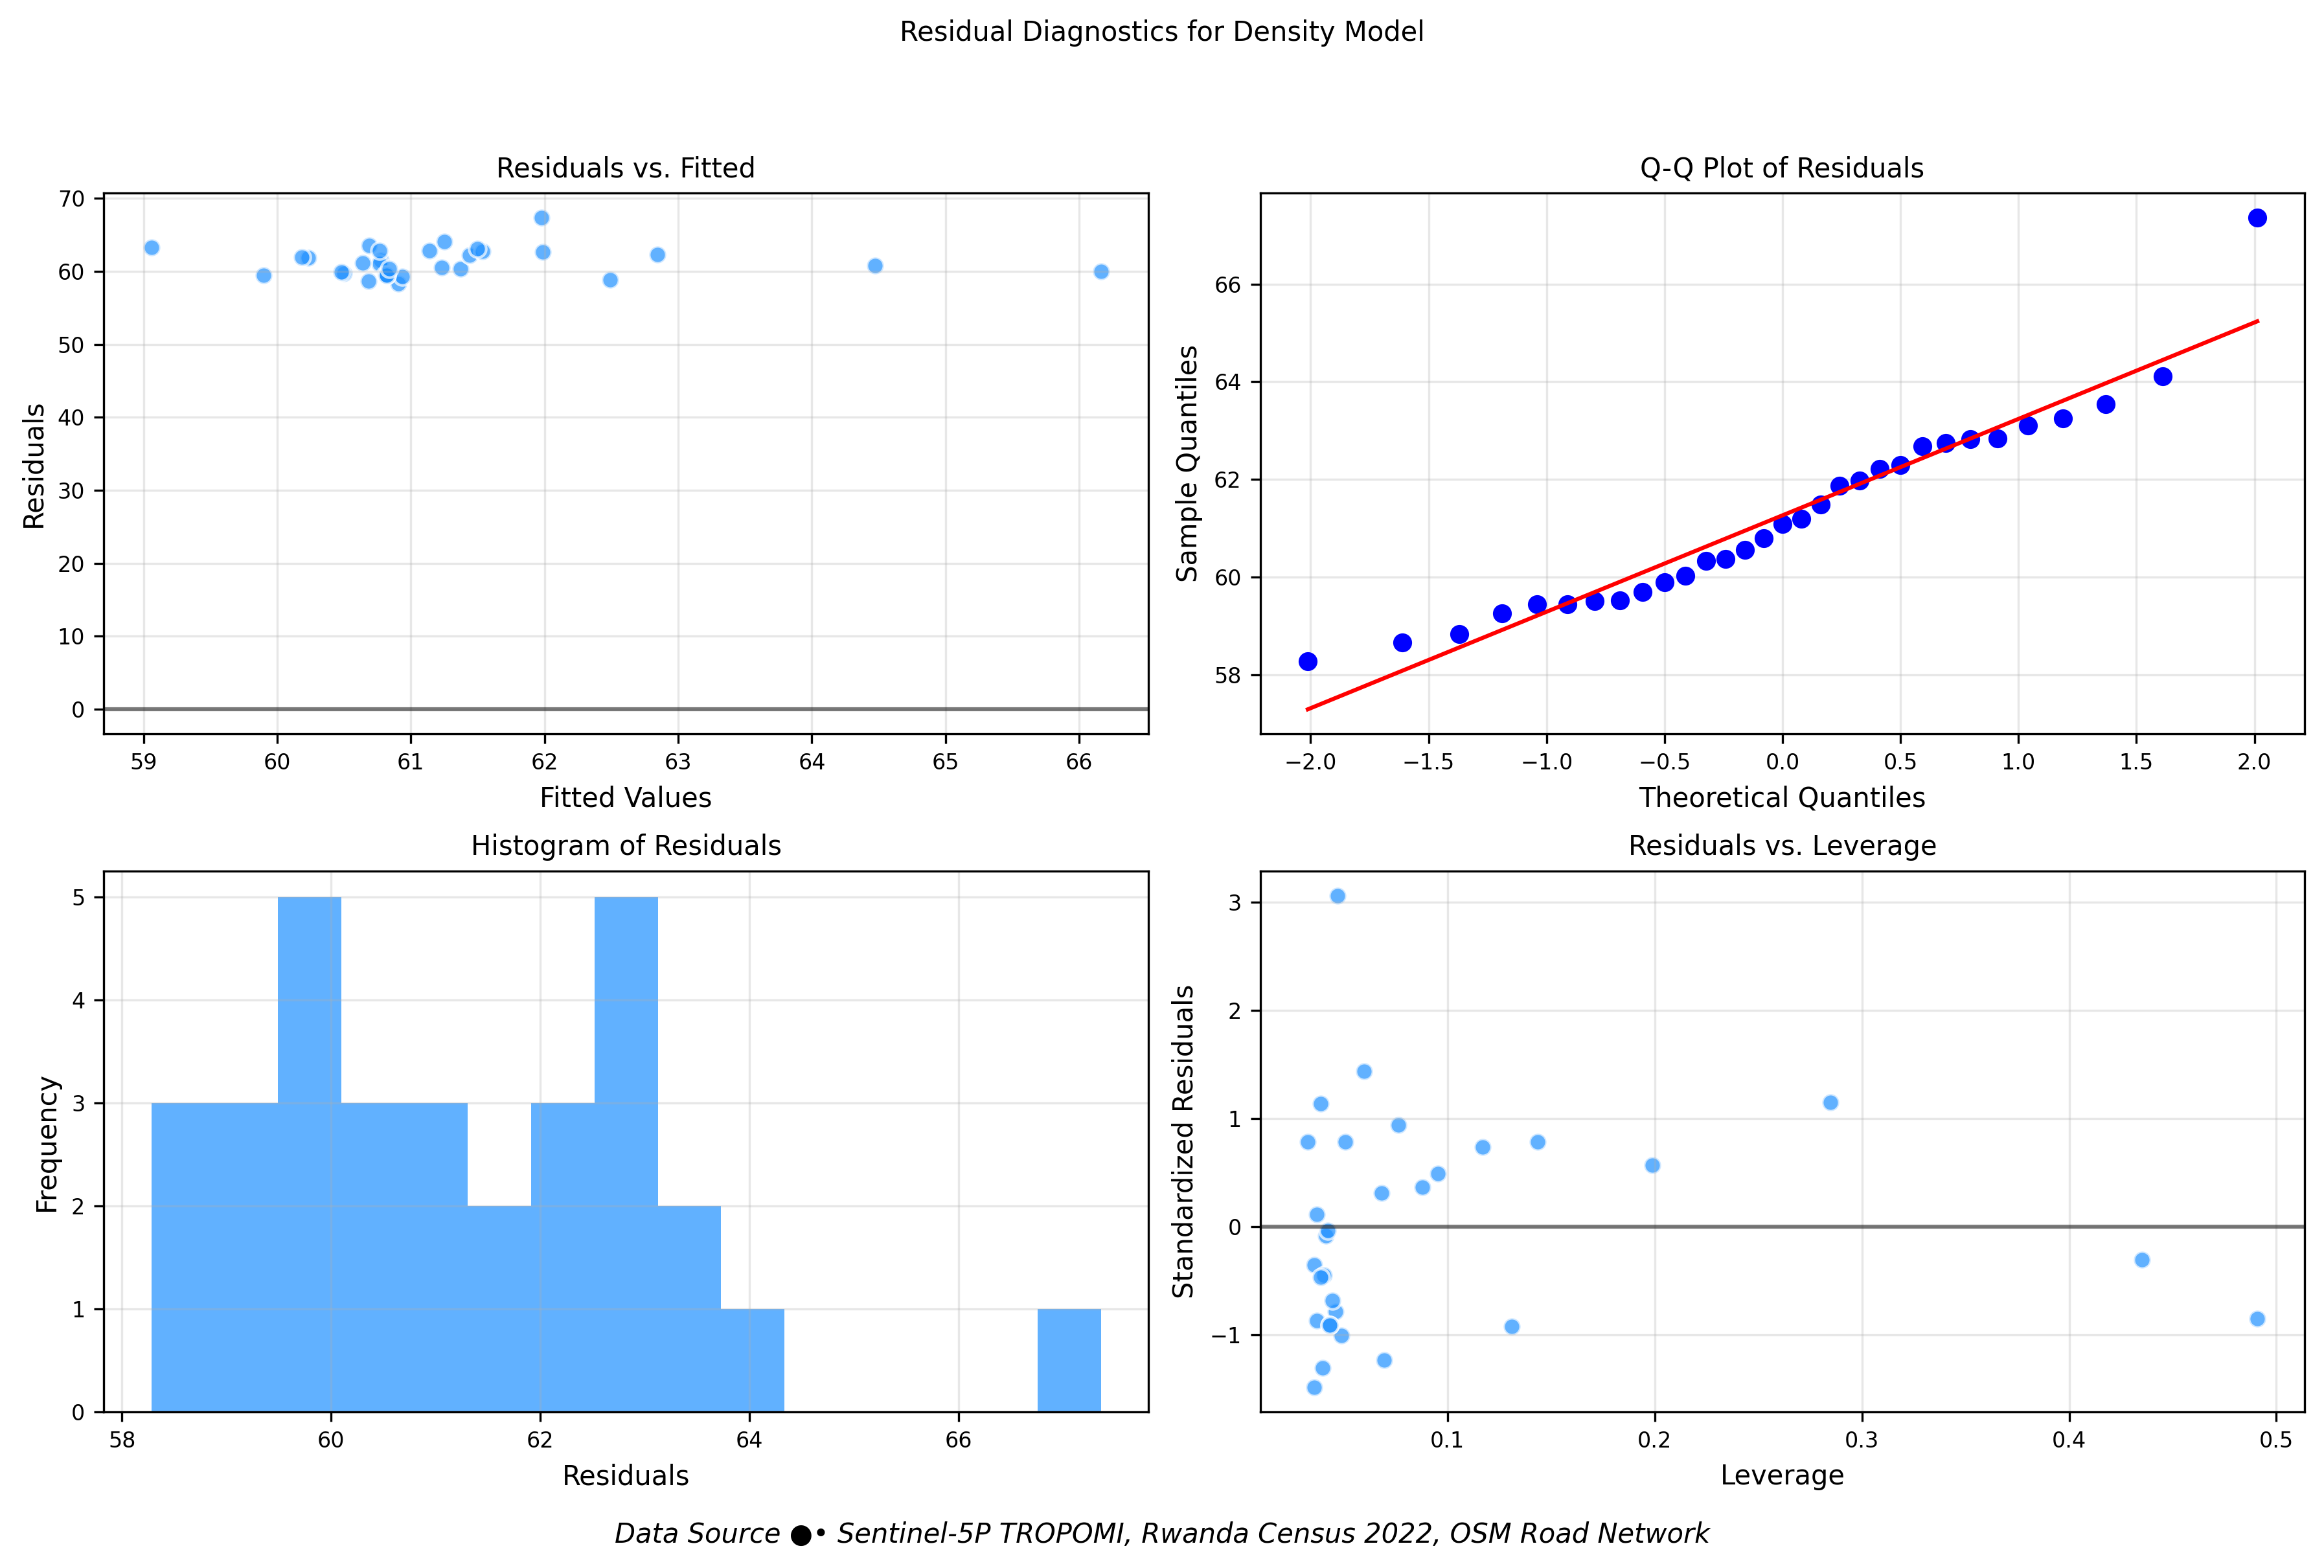 Residual Diagnostics for Density Model
Residuals vs. Fitted
70
60
50
40
30
20
10
0
Residuals
59 60 61 62 63 64 65 66
Fitted Values
Q-Q Plot of Residuals
66
64
62
60
58
Sample Quantiles
−2.0 −1.5 −1.0 −0.5 0.0 0.5 1.0 1.5 2.0
Theoretical Quantiles
Histogram of Residuals
5
4
3
2
1
0
Frequency
58 60 62 64 66
Residuals
Residuals vs. Leverage
3
2
1
0
−1
Standardized Residuals
0.1 0.2 0.3 0.4 0.5
Leverage
Data Source ●• Sentinel-5P TROPOMI, Rwanda Census 2022, OSM Road Network